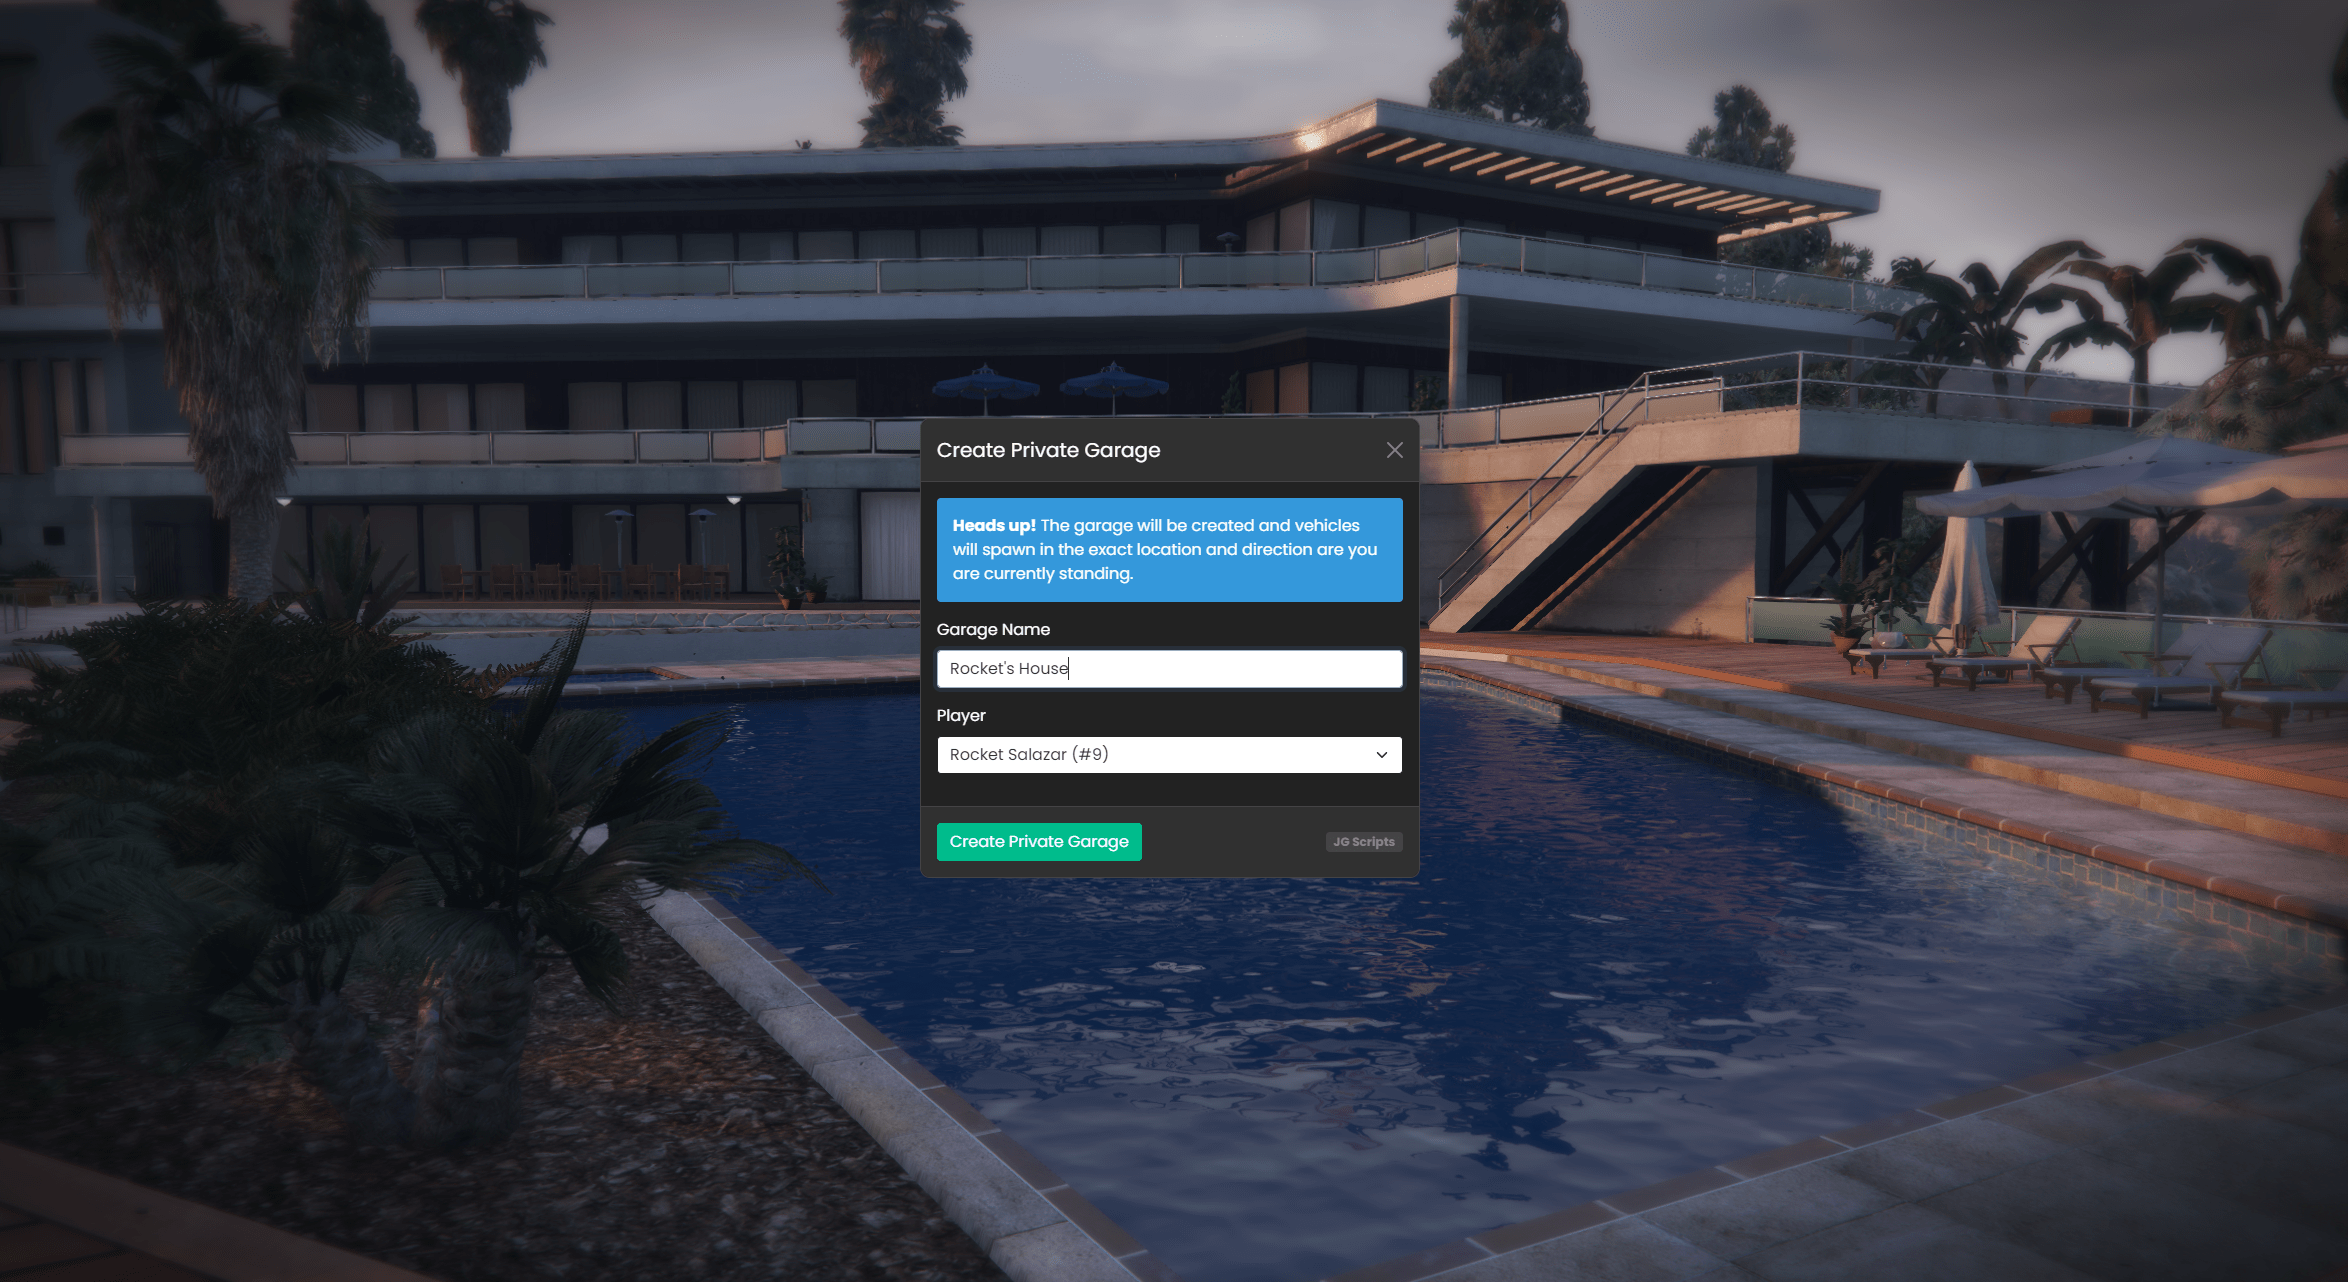 Create Private Garage
Heads up! The garage will be created and vehicles
will spawn in the exact location and direction are you
are currently standing.
Garage Name
Rocket's House
Player
Rocket Salazar (#9)
Create Private Garage
JG Scripts